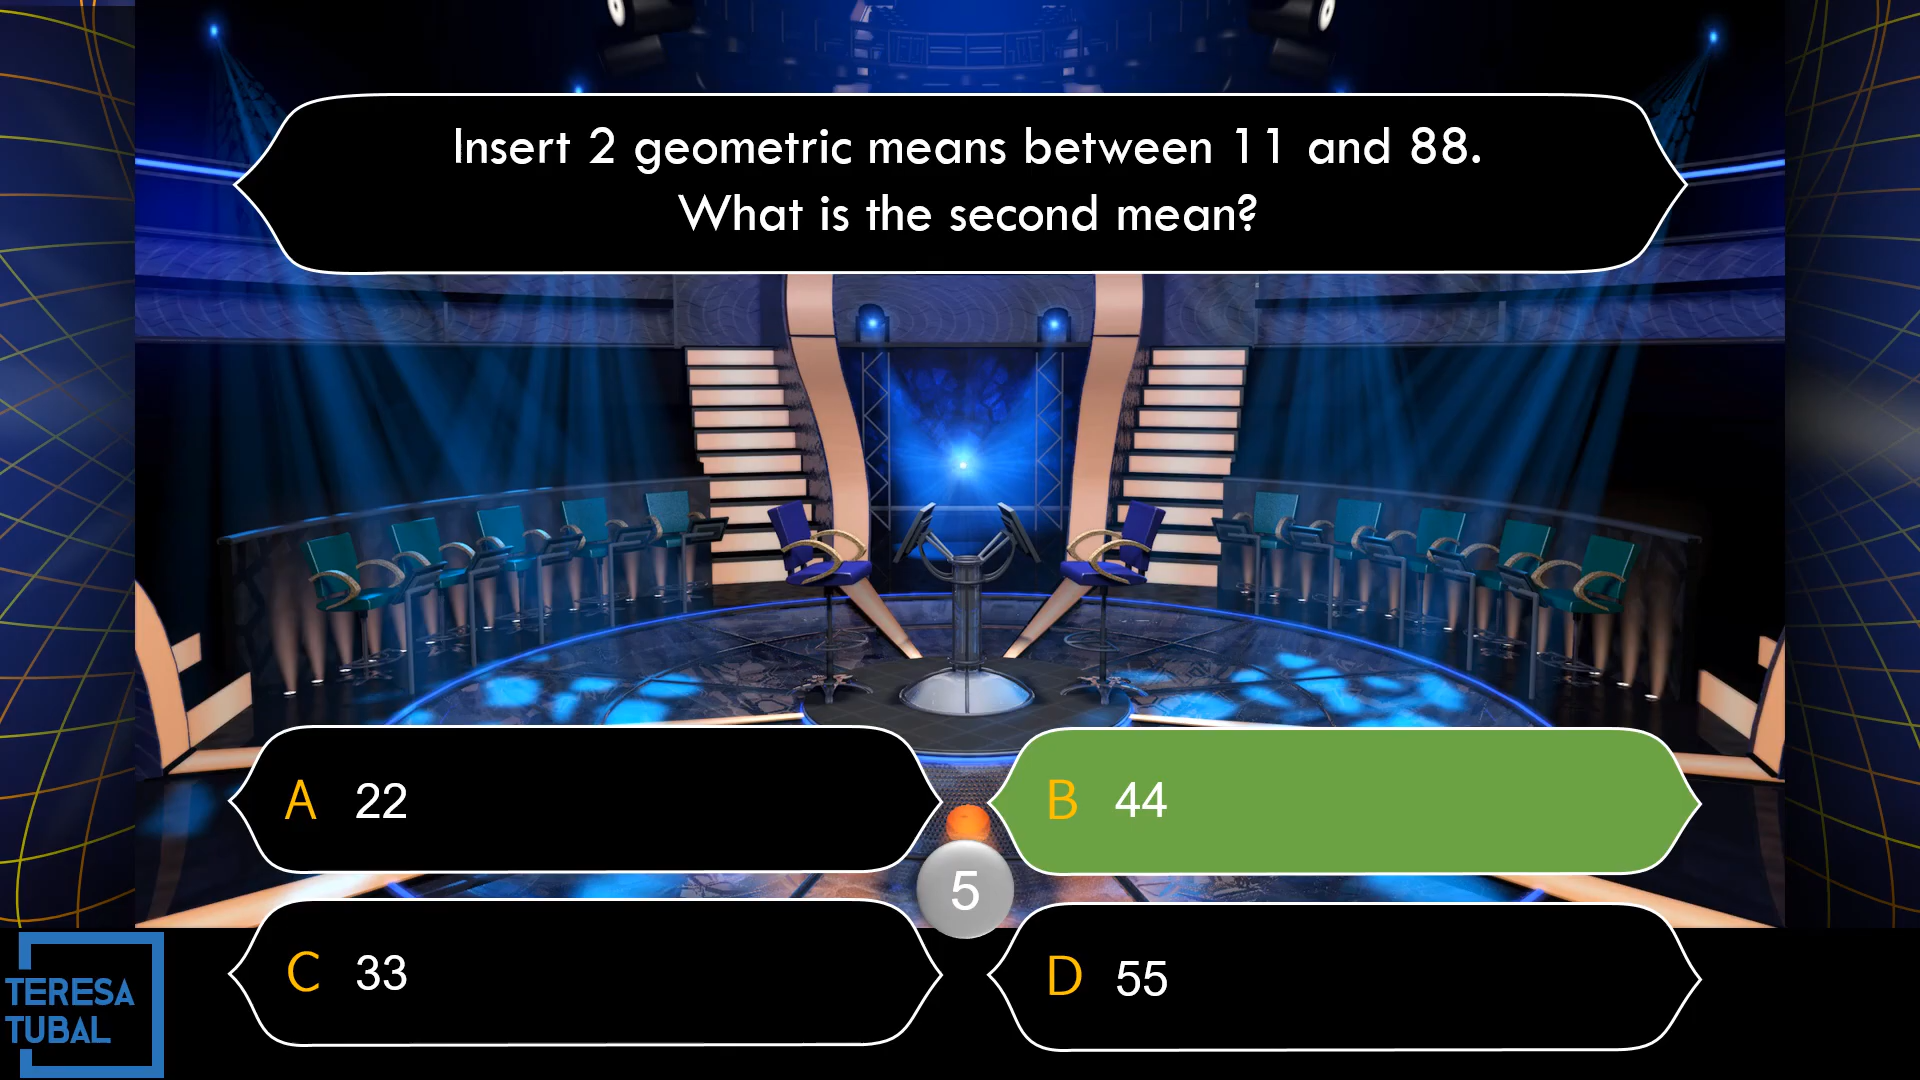 Insert 2 geometric means between 11 and 88.
What is the second mean?
A 22
B 44
5
C 33
D 55
TERESA
TUBAL